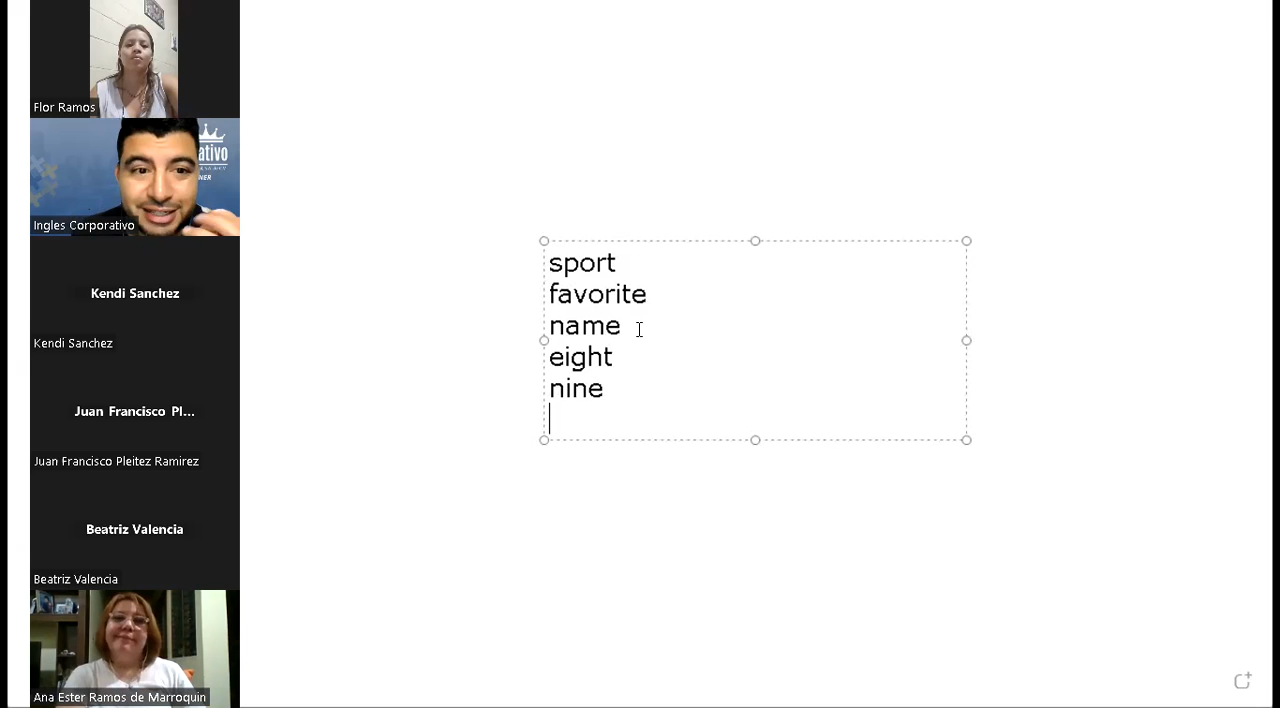 Flor Ramos
ativo
NER
Ingles Corporativo
Kendi Sanchez
Kendi Sanchez
Juan Francisco Pl...
Juan Francisco Pleitez Ramirez
Beatriz Valencia
Beatriz Valencia
Ana Ester Ramos de Marroquin
sport
favorite
name
eight
nine